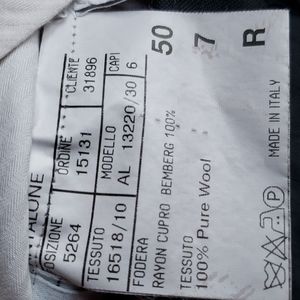 TALONE
OSIZIONE ORDINE CLIENTE
5264 15131 31896
TESSUTO MODELLO CAPI
16518/10 AL 13220/30 6
FODERA
RAYON CUPRO BEMBERG 100%
50
TESSUTO
100% Pure Wool
7
R
MADE IN ITALY
P